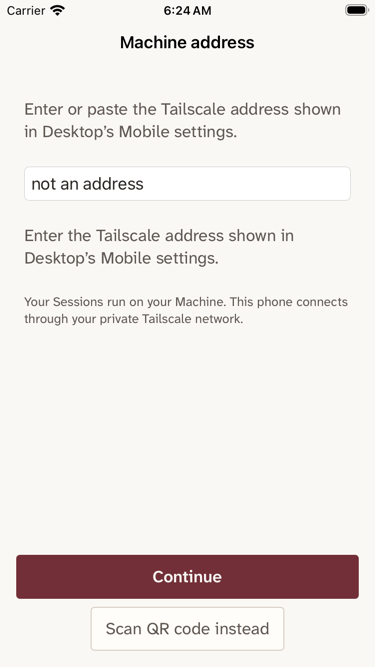 Carrier 6:24 AM
Machine address
Enter or paste the Tailscale address shown
in Desktop’s Mobile settings.
not an address
Enter the Tailscale address shown in
Desktop’s Mobile settings.
Your Sessions run on your Machine. This phone connects
through your private Tailscale network.
Continue
Scan QR code instead